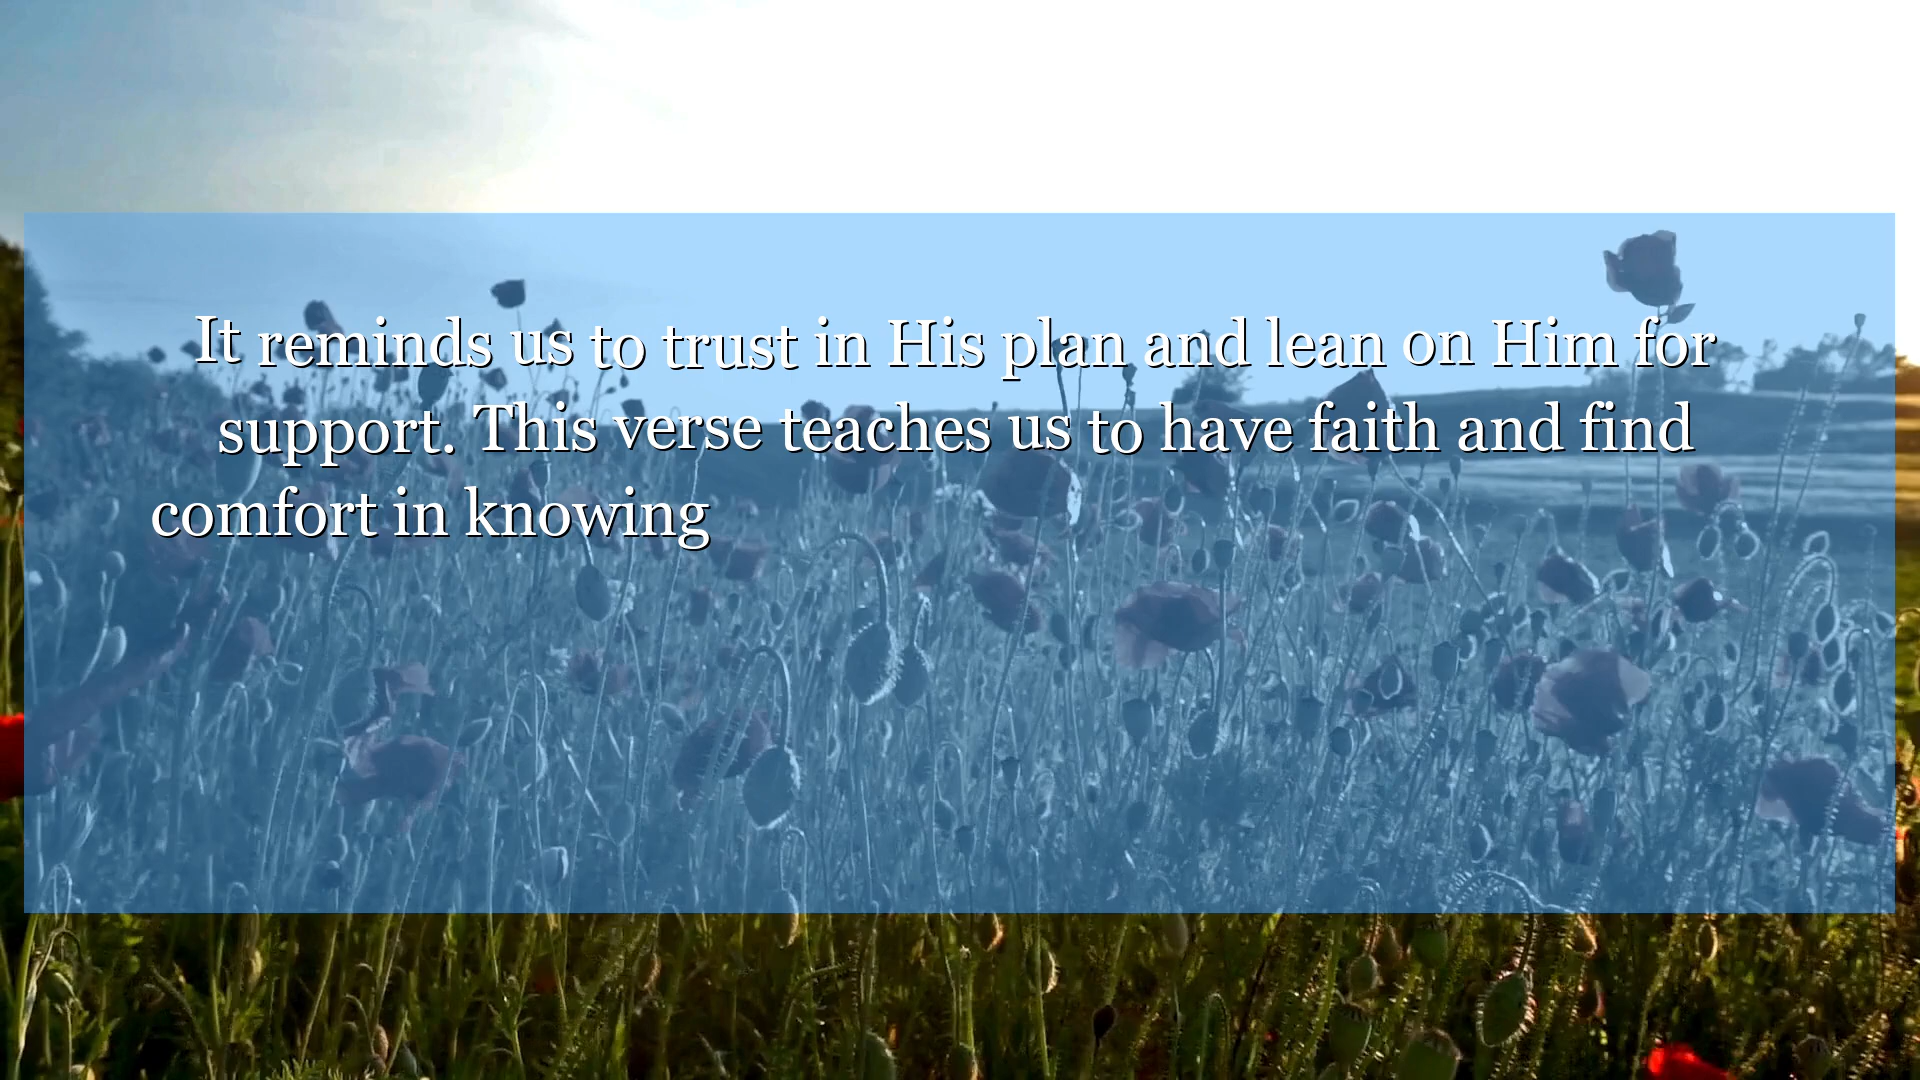 It reminds us to trust in His plan and lean on Him for
support. This verse teaches us to have faith and find
comfort in knowing